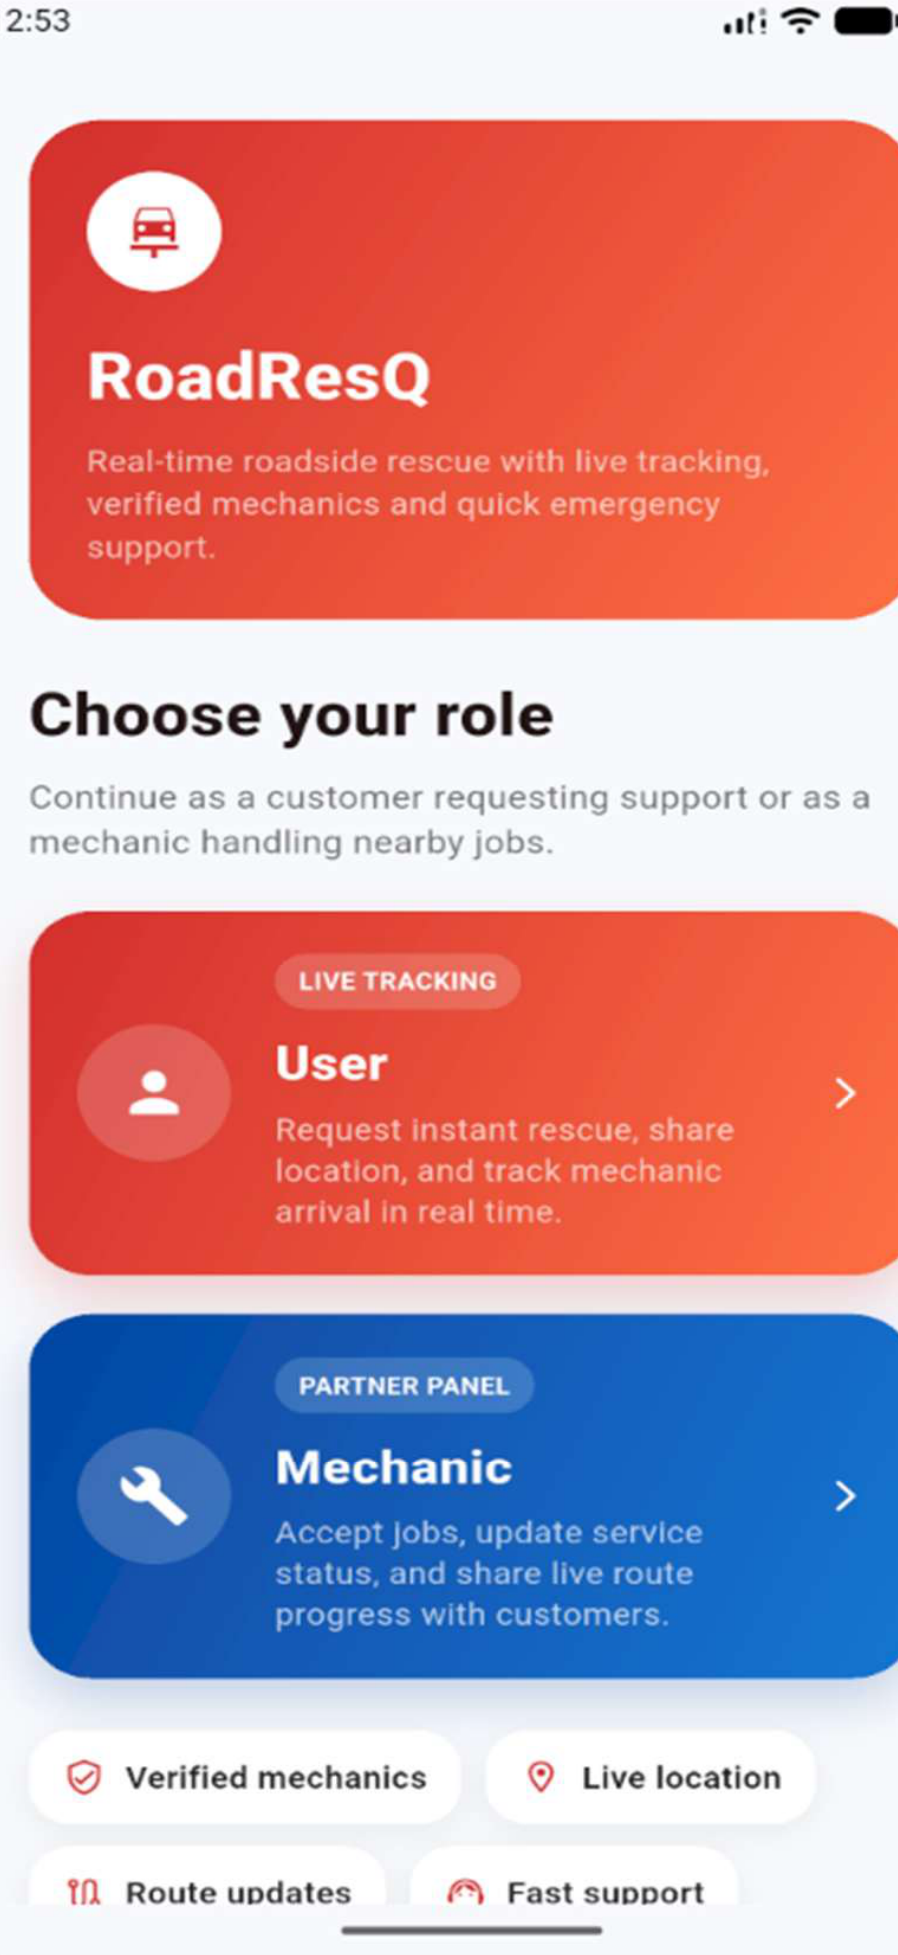 2:53
RoadResQ
Real-time roadside rescue with live tracking,
verified mechanics and quick emergency
support.
Choose your role
Continue as a customer requesting support or as a
mechanic handling nearby jobs.
LIVE TRACKING
User
Request instant rescue, share
location, and track mechanic
arrival in real time.
PARTNER PANEL
Mechanic
Accept jobs, update service
status, and share live route
progress with customers.
Verified mechanics
Live location
Route updates
Fast support